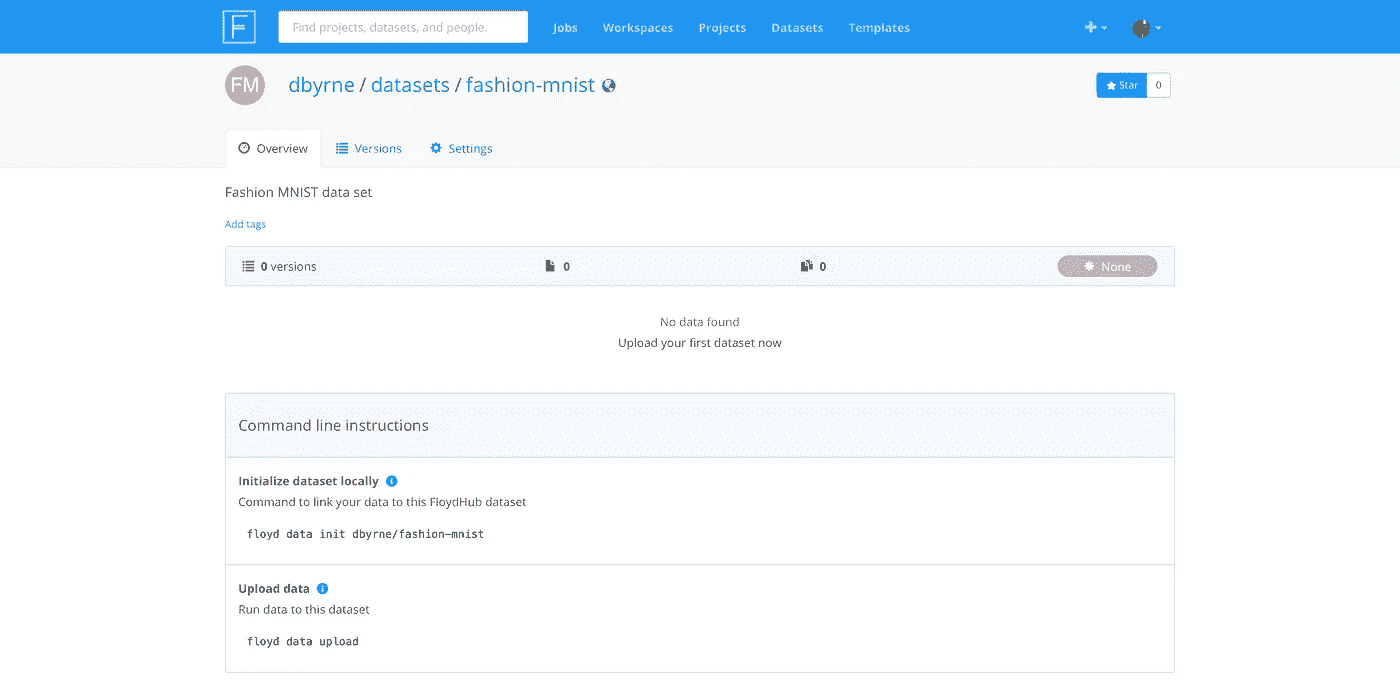 F
Find projects, datasets, and people.
Jobs
Workspaces
Projects
Datasets
Templates
FM
dbyrne / datasets / fashion-mnist
Star
0
Overview
Versions
Settings
Fashion MNIST data set
Add tags
0 versions
0
0
None
No data found
Upload your first dataset now
Command line instructions
Initialize dataset locally
Command to link your data to this FloydHub dataset
floyd data init dbyrne/fashion-mnist
Upload data
Run data to this dataset
floyd data upload